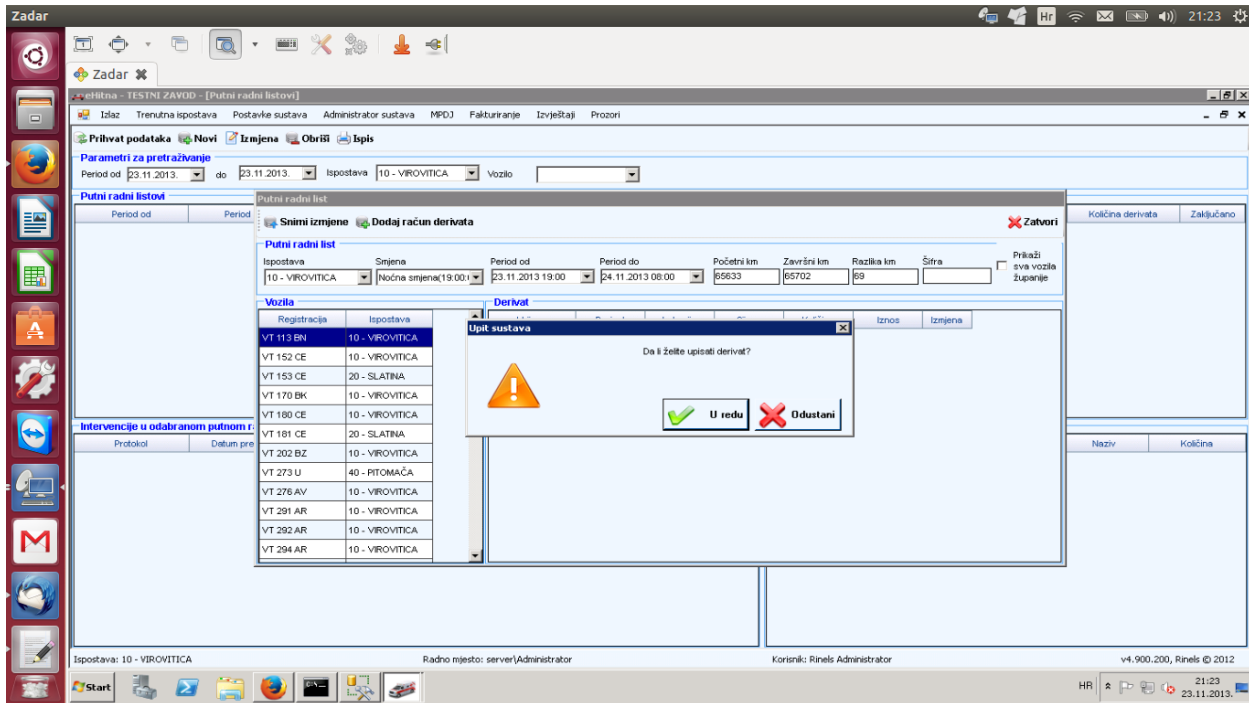 Zadar
Hr
21:23
Zadar
eHitna - TESTNI ZAVOD - [Putni radni listovi]
Izlaz Trenutna ispostava Postavke sustava Administrator sustava MPDJ Fakturiranje Izvještaji Prozori
Prihvat podataka Novi Izmjena Obriši Ispis
Parametri za pretraživanje
Period od 23.11.2013. do 23.11.2013. Ispostava 10 - VIROVITICA Vozilo
Putni radni listovi
Period od Period
Količina derivata Zaključano
Putni radni list
Snimi izmjene Dodaj račun derivata Zatvori
Putni radni list
Ispostava Smjena Period od Period do Početni km Završni km Razlika km Šifra
10 - VIROVITICA Noćna smjena(19:00: 23.11.2013 19:00 24.11.2013 08:00 65633 65702 69
Prikaži
sva vozila
županije
Vozila
Registracija Ispostava
VT 113 BN 10 - VIROVITICA
VT 152 CE 10 - VIROVITICA
VT 153 CE 20 - SLATINA
VT 170 BK 10 - VIROVITICA
VT 180 CE 10 - VIROVITICA
VT 181 CE 20 - SLATINA
VT 202 BZ 10 - VIROVITICA
VT 273 U 40 - PITOMAČA
VT 276 AV 10 - VIROVITICA
VT 291 AR 10 - VIROVITICA
VT 292 AR 10 - VIROVITICA
VT 294 AR 10 - VIROVITICA
Derivat
Iznos Izmjena
Upit sustava
Da li želite upisati derivat?
U redu Odustani
Intervencije u odabranom putnom
Protokol Datum pre
Naziv Količina
Ispostava: 10 - VIROVITICA Radno mjesto: server\Administrator Korisnik: Rinels Administrator v4.900.200, Rinels © 2012
Start
HR
21:23
23.11.2013.